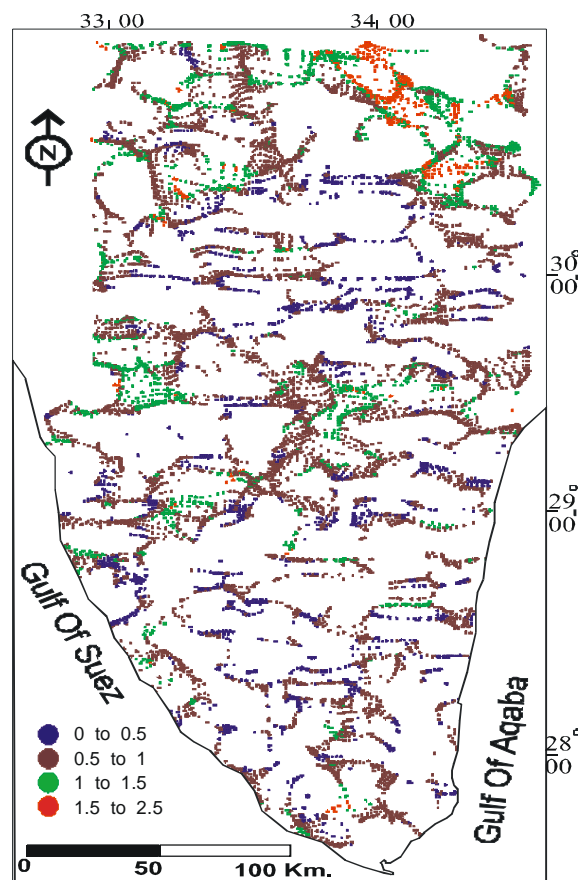 33 00
34 00
N
30
00
29
00
28
00
Gulf Of Suez
Gulf Of Aqaba
0 to 0.5
0.5 to 1
1 to 1.5
1.5 to 2.5
0
50
100 Km.